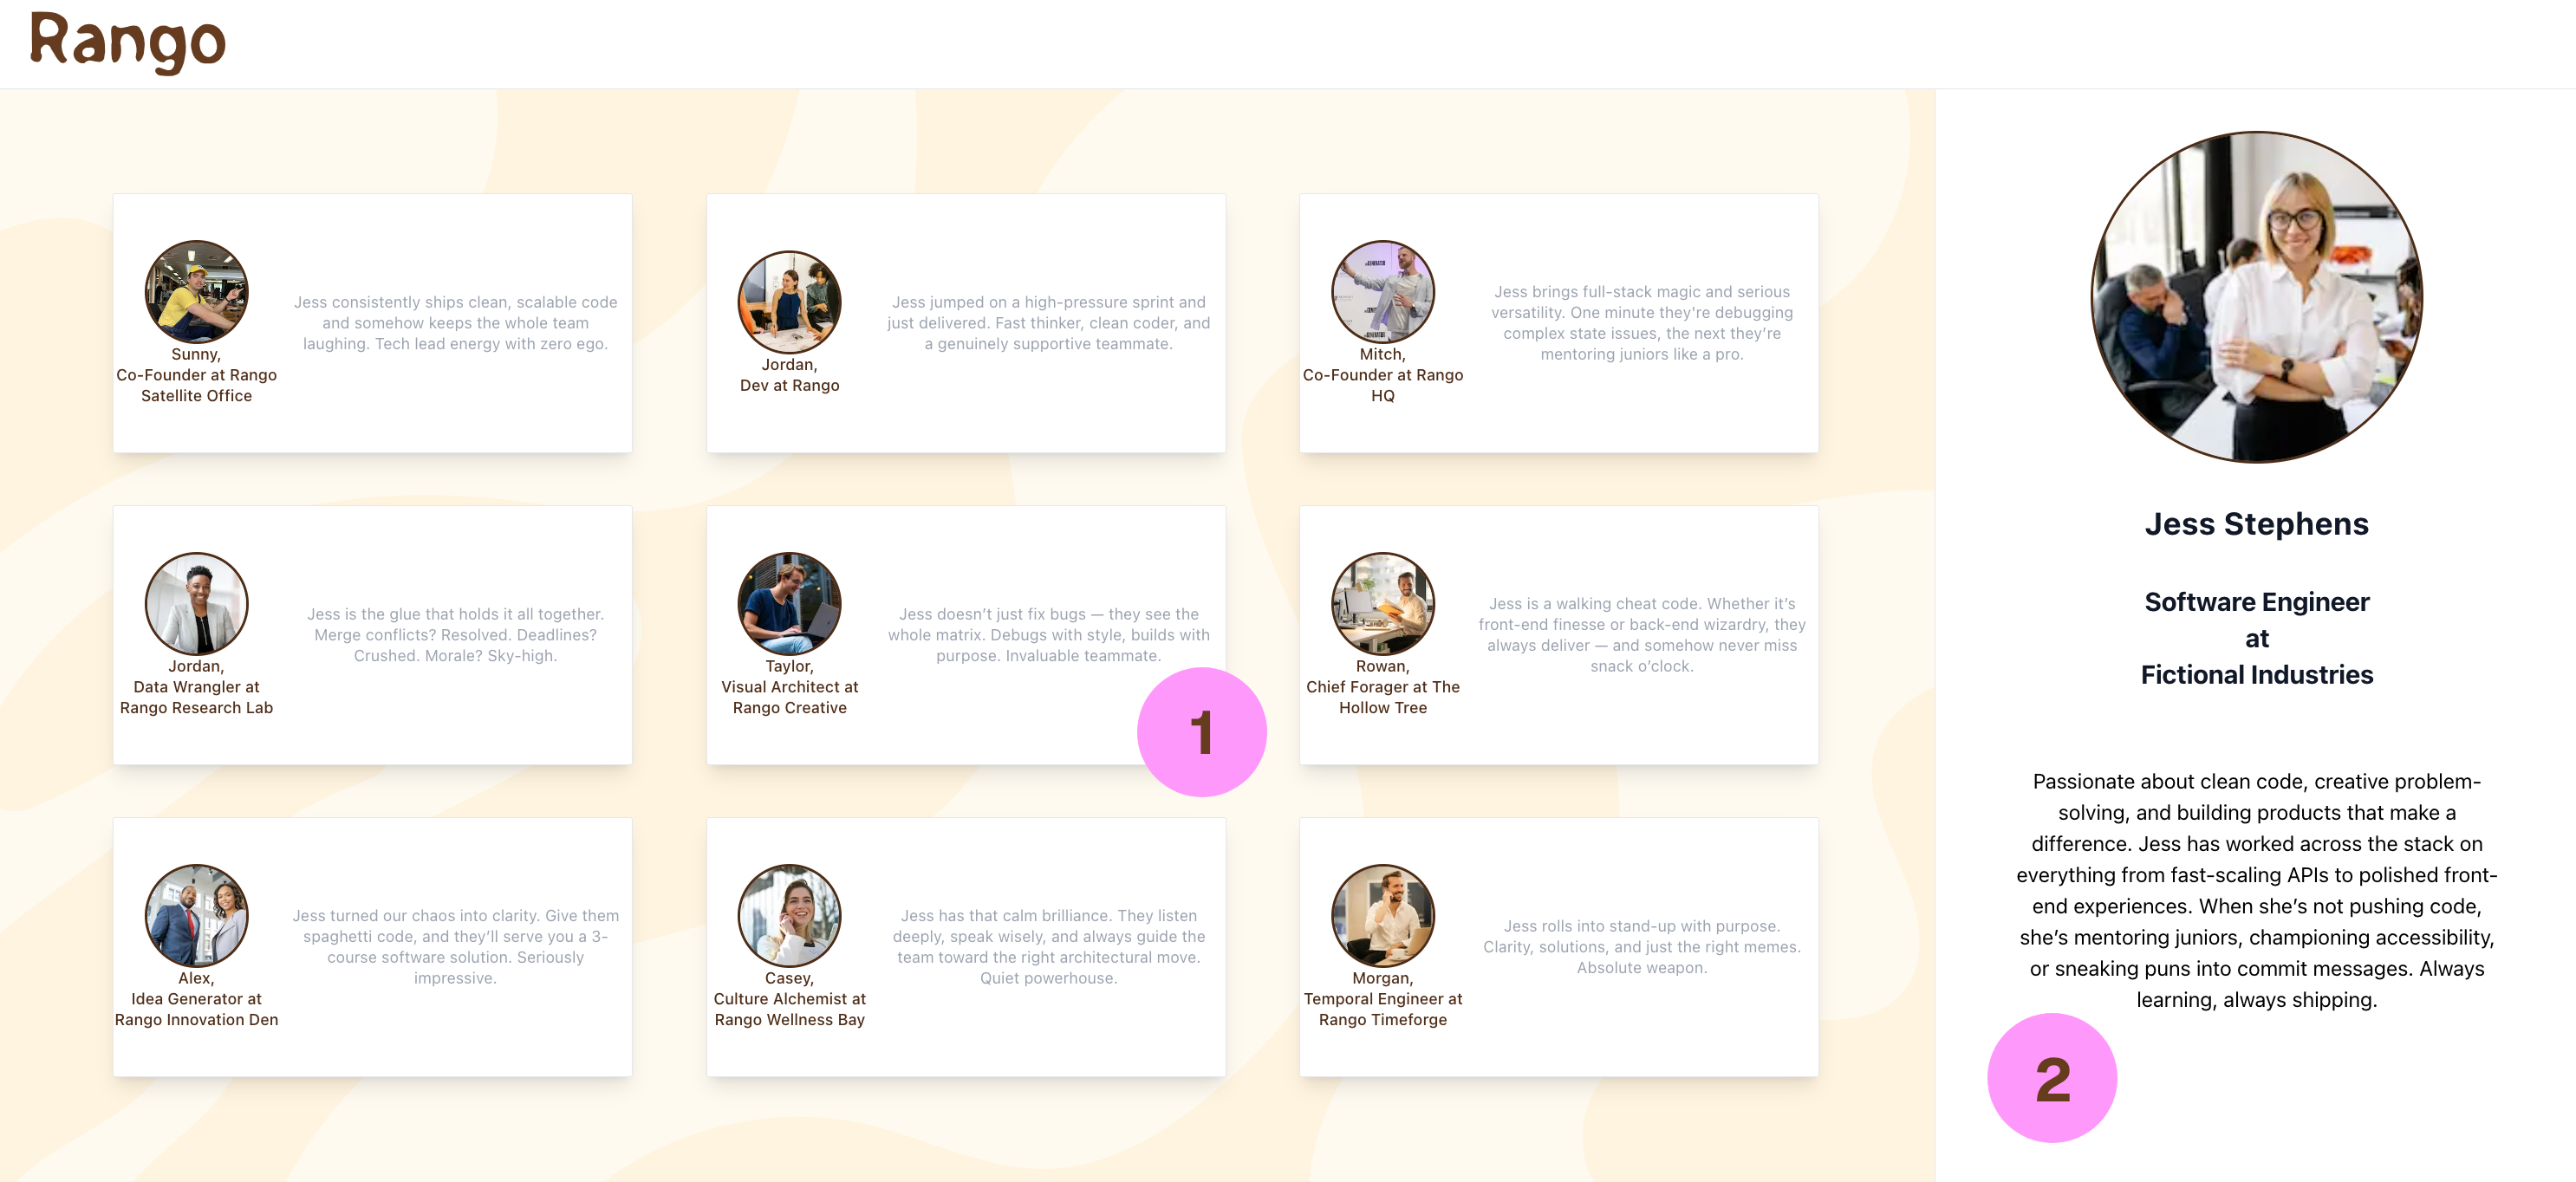 Rango
Jess consistently ships clean, scalable code
and somehow keeps the whole team
laughing. Tech lead energy with zero ego.
Sunny,
Co-Founder at Rango
Satellite Office
Jess jumped on a high-pressure sprint and
just delivered. Fast thinker, clean coder, and
a genuinely supportive teammate.
Jordan,
Dev at Rango
Jess brings full-stack magic and serious
versatility. One minute they're debugging
complex state issues, the next they're
mentoring juniors like a pro.
Mitch,
Co-Founder at Rango
HQ
Jess is the glue that holds it all together.
Merge conflicts? Resolved. Deadlines?
Crushed. Morale? Sky-high.
Jordan,
Data Wrangler at
Rango Research Lab
Jess doesn’t just fix bugs — they see the
whole matrix. Debugs with style, builds with
purpose. Invaluable teammate.
Taylor,
Visual Architect at
Rango Creative
1
Jess is a walking cheat code. Whether it’s
front-end finesse or back-end wizardry, they
always deliver — and somehow never miss
snack o’clock.
Rowan,
Chief Forager at The
Hollow Tree
Jess turned our chaos into clarity. Give them
spaghetti code, and they’ll serve you a 3-
course software solution. Seriously
impressive.
Alex,
Idea Generator at
Rango Innovation Den
Jess has that calm brilliance. They listen
deeply, speak wisely, and always guide the
team toward the right architectural move.
Quiet powerhouse.
Casey,
Culture Alchemist at
Rango Wellness Bay
Jess rolls into stand-up with purpose.
Clarity, solutions, and just the right memes.
Absolute weapon.
Morgan,
Temporal Engineer at
Rango Timeforge
Jess Stephens
Software Engineer
at
Fictional Industries
Passionate about clean code, creative problem-
solving, and building products that make a
difference. Jess has worked across the stack on
everything from fast-scaling APIs to polished front-
end experiences. When she’s not pushing code,
she’s mentoring juniors, championing accessibility,
or sneaking puns into commit messages. Always
learning, always shipping.
2